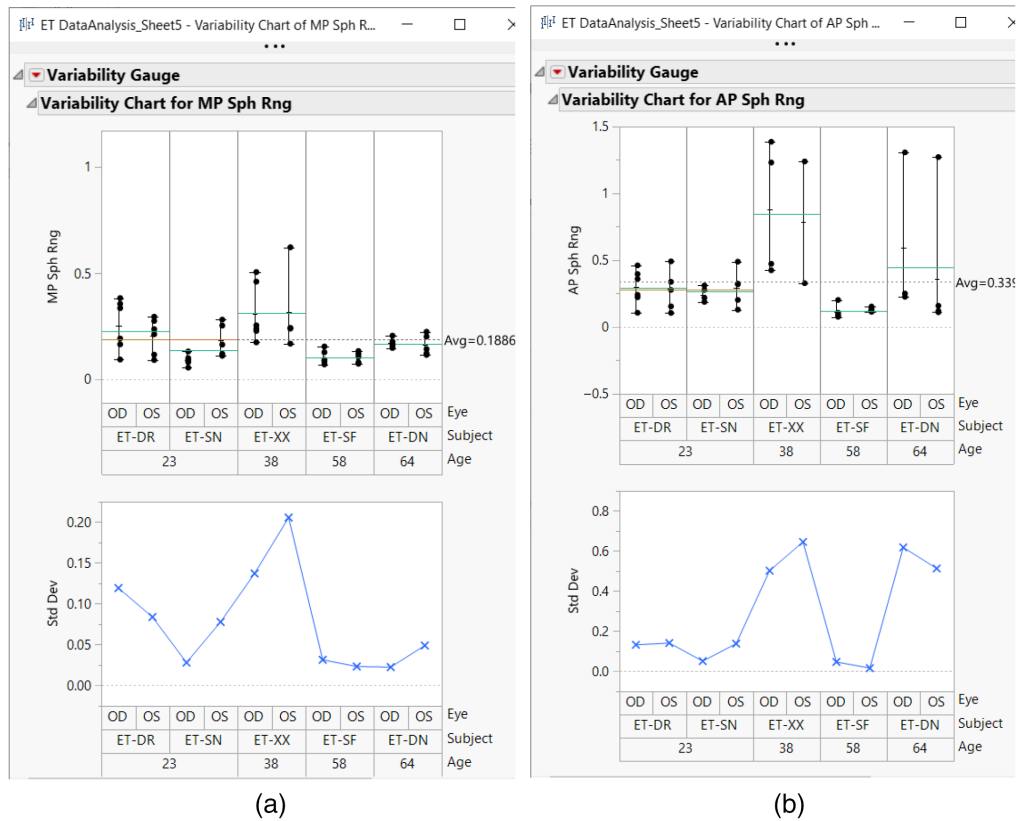 ET DataAnalysis_Sheet5 - Variability Chart of MP Sph R...
Variability Gauge
Variability Chart for MP Sph Rng
1
0.5
0
MP Sph Rng
Avg=0.1886
OD OS OD OS OD OS OD OS OD OS Eye
ET-DR ET-SN ET-XX ET-SF ET-DN Subject
23 38 58 64 Age
0.20
0.15
0.10
0.05
0.00
Std Dev
OD OS OD OS OD OS OD OS OD OS Eye
ET-DR ET-SN ET-XX ET-SF ET-DN Subject
23 38 58 64 Age
(a)
ET DataAnalysis_Sheet5 - Variability Chart of AP Sph ...
Variability Gauge
Variability Chart for AP Sph Rng
1.5
1
0.5
0
-0.5
AP Sph Rng
Avg=0.339
OD OS OD OS OD OS OD OS OD OS Eye
ET-DR ET-SN ET-XX ET-SF ET-DN Subject
23 38 58 64 Age
0.8
0.6
0.4
0.2
0.0
Std Dev
OD OS OD OS OD OS OD OS OD OS Eye
ET-DR ET-SN ET-XX ET-SF ET-DN Subject
23 38 58 64 Age
(b)